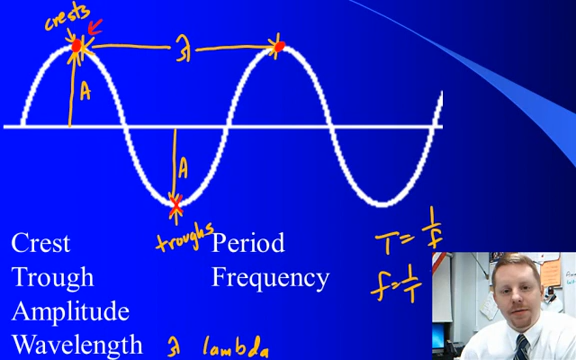 crests
λ
A
A
troughs
Crest
Period
T = 1/f
Trough
Frequency
f = 1/T
Amplitude
Wavelength
λ lambda